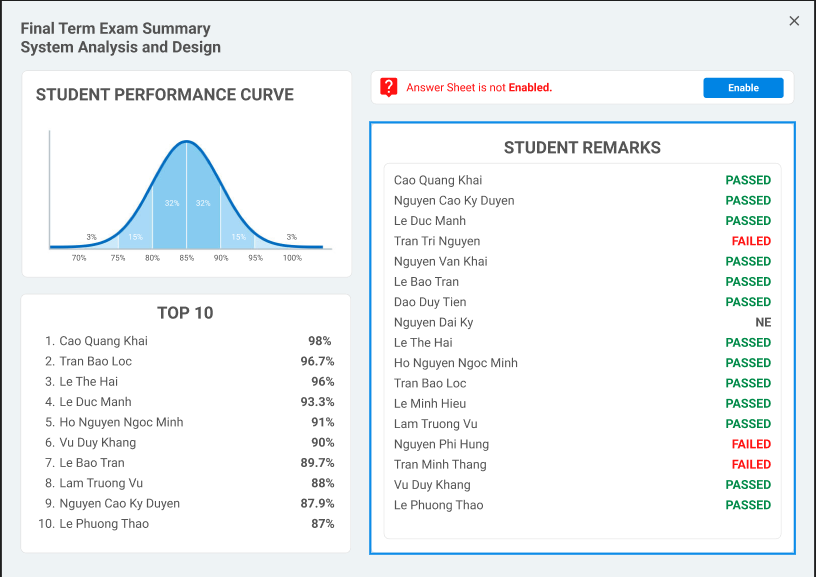 Final Term Exam Summary
System Analysis and Design
STUDENT PERFORMANCE CURVE
32% 32%
3% 15% 15% 3%
70% 75% 80% 85% 90% 95% 100%
TOP 10
1. Cao Quang Khai 98%
2. Tran Bao Loc 96.7%
3. Le The Hai 96%
4. Le Duc Manh 93.3%
5. Ho Nguyen Ngoc Minh 91%
6. Vu Duy Khang 90%
7. Le Bao Tran 89.7%
8. Lam Truong Vu 88%
9. Nguyen Cao Ky Duyen 87.9%
10. Le Phuong Thao 87%
? Answer Sheet is not Enabled. Enable
STUDENT REMARKS
Cao Quang Khai PASSED
Nguyen Cao Ky Duyen PASSED
Le Duc Manh PASSED
Tran Tri Nguyen FAILED
Nguyen Van Khai PASSED
Le Bao Tran PASSED
Dao Duy Tien PASSED
Nguyen Dai Ky NE
Le The Hai PASSED
Ho Nguyen Ngoc Minh PASSED
Tran Bao Loc PASSED
Le Minh Hieu PASSED
Lam Truong Vu PASSED
Nguyen Phi Hung FAILED
Tran Minh Thang FAILED
Vu Duy Khang PASSED
Le Phuong Thao PASSED